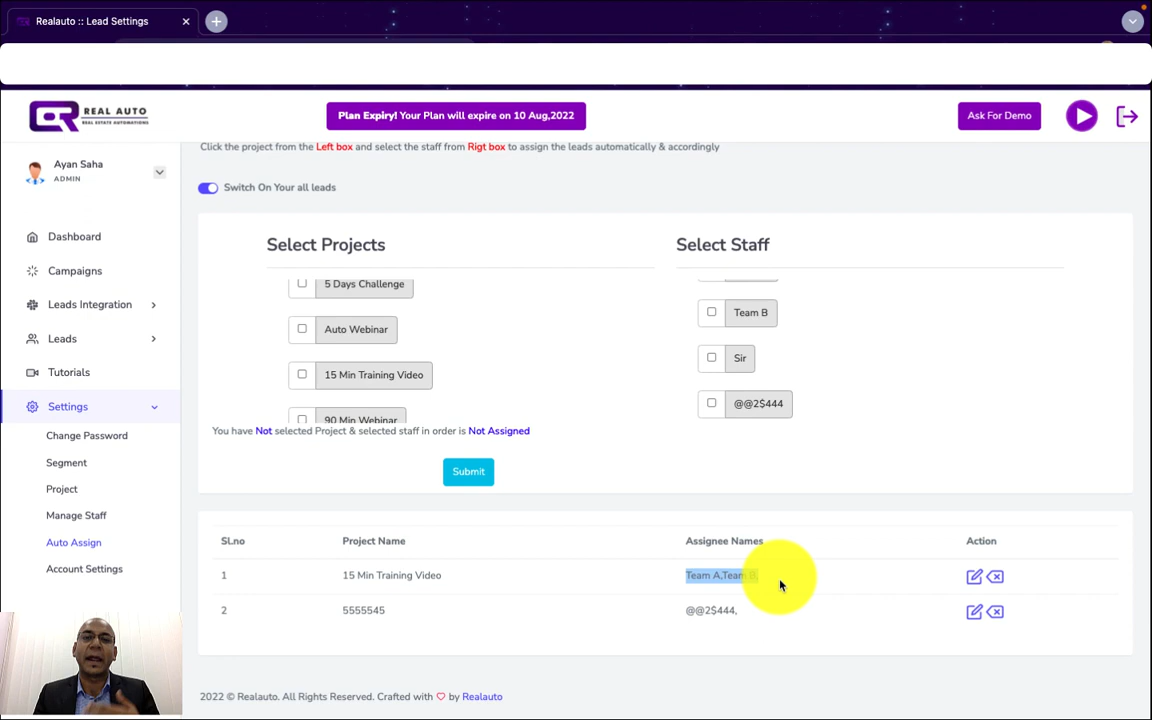 Realauto :: Lead Settings
REAL AUTO
REAL ESTATE AUTOMATIONS
Plan Expiry! Your Plan will expire on 10 Aug,2022
Ask For Demo
Ayan Saha
ADMIN
Click the project from the Left box and select the staff from Rigt box to assign the leads automatically & accordingly
Switch On Your all leads
Dashboard
Campaigns
Leads Integration
Leads
Tutorials
Settings
Change Password
Segment
Project
Manage Staff
Auto Assign
Account Settings
Select Projects
5 Days Challenge
Auto Webinar
15 Min Training Video
90 Min Webinar
Select Staff
Team B
Sir
@@2$444
You have Not selected Project & selected staff in order is Not Assigned
Submit
Sl.no Project Name Assignee Names Action
1 15 Min Training Video Team A,Team B,
2 5555545 @@2$444,
2022 © Realauto. All Rights Reserved. Crafted with by Realauto